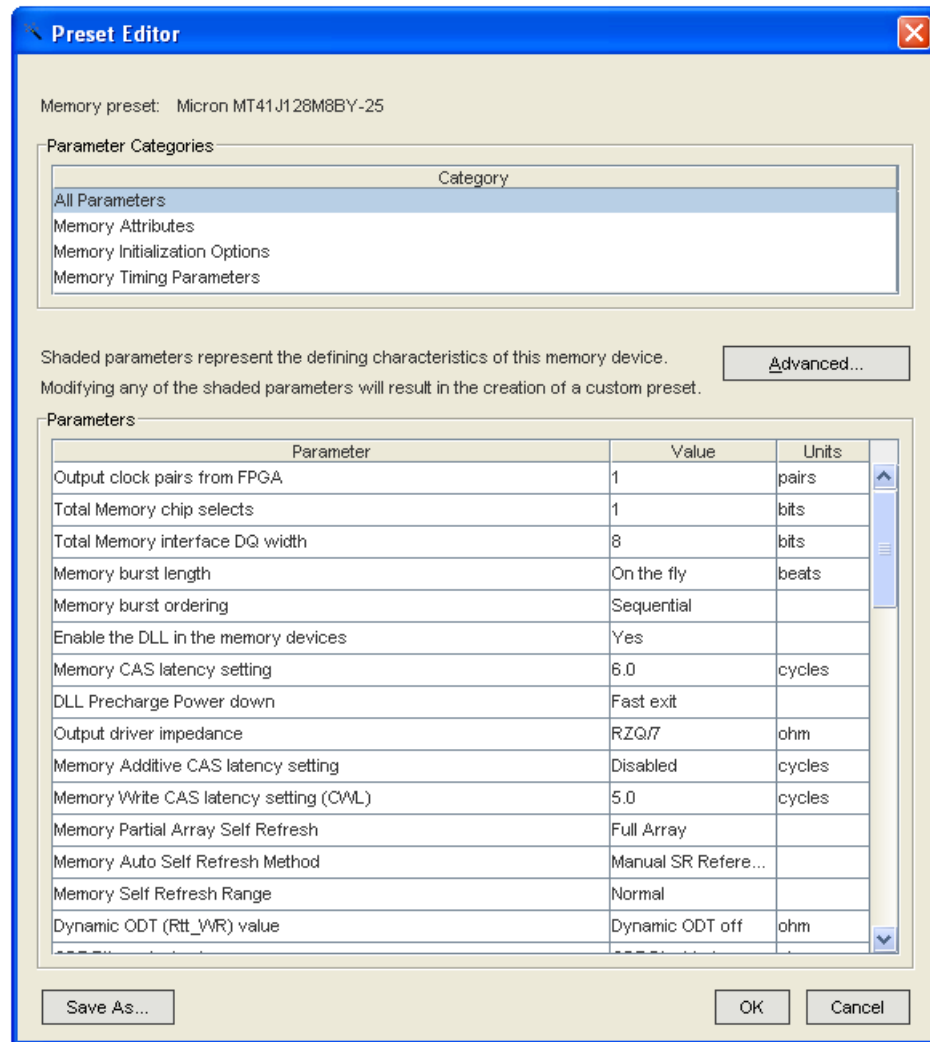 Preset Editor
Memory preset: Micron MT41J128M8BY-25
Parameter Categories
Category
All Parameters
Memory Attributes
Memory Initialization Options
Memory Timing Parameters
Shaded parameters represent the defining characteristics of this memory device.
Modifying any of the shaded parameters will result in the creation of a custom preset.
Advanced...
Parameters
Parameter Value Units
Output clock pairs from FPGA 1 pairs
Total Memory chip selects 1 bits
Total Memory interface DQ width 8 bits
Memory burst length On the fly beats
Memory burst ordering Sequential
Enable the DLL in the memory devices Yes
Memory CAS latency setting 6.0 cycles
DLL Precharge Power down Fast exit
Output driver impedance RZQ/7 ohm
Memory Additive CAS latency setting Disabled cycles
Memory Write CAS latency setting (CWL) 5.0 cycles
Memory Partial Array Self Refresh Full Array
Memory Auto Self Refresh Method Manual SR Refere...
Memory Self Refresh Range Normal
Dynamic ODT (Rtt_WR) value Dynamic ODT off ohm
Save As... OK Cancel